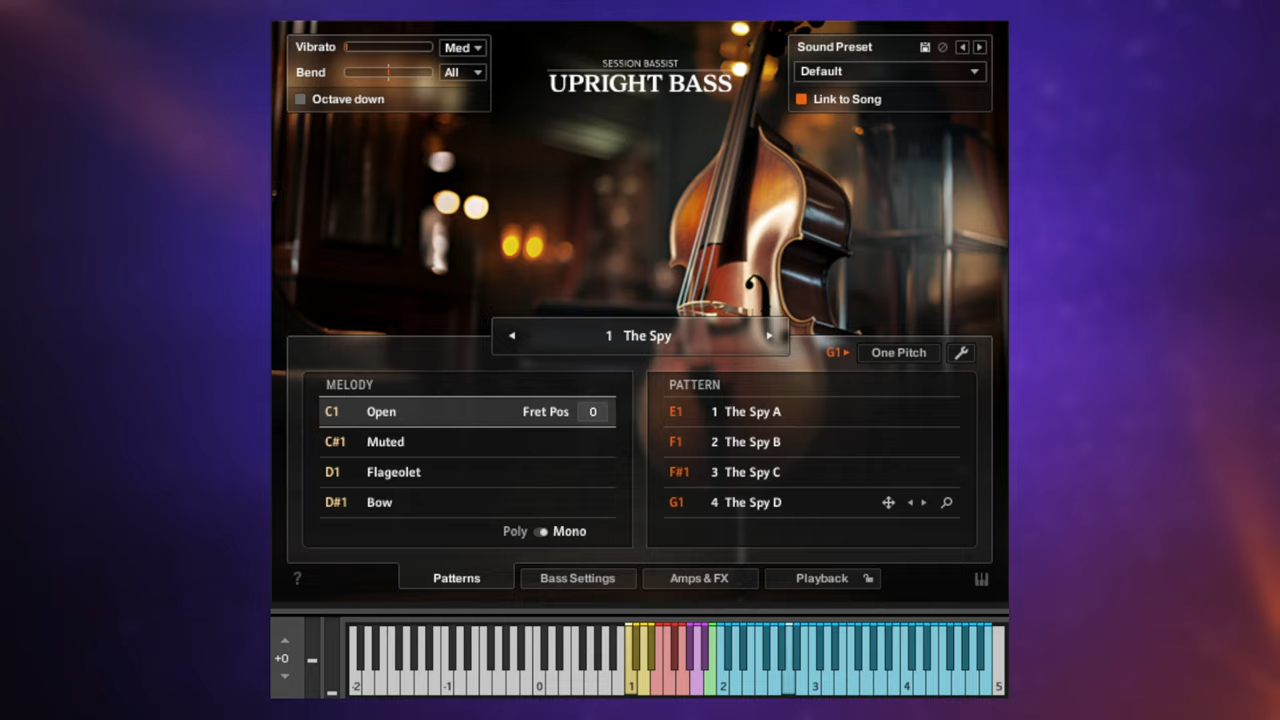 Vibrato Med
Bend All
Octave down
SESSION BASSIST
UPRIGHT BASS
Sound Preset
Default
Link to Song
1 The Spy
G1 One Pitch
MELODY
C1 Open Fret Pos 0
C#1 Muted
D1 Flageolet
D#1 Bow
Poly Mono
PATTERN
E1 1 The Spy A
F1 2 The Spy B
F#1 3 The Spy C
G1 4 The Spy D
? Patterns Bass Settings Amps & FX Playback
+0
-2 -1 0 1 2 3 4 5